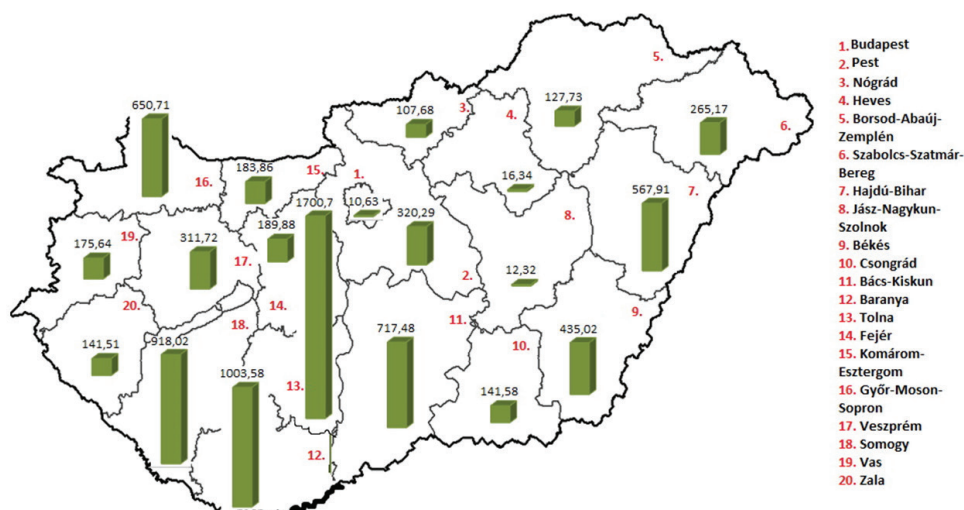 5.
650,71
107,68
3.
4.
127,73
265,17
6.
183,86
15.
1.
16.
1700,7
10,63
16,34
7.
567,91
175,64
19.
311,72
189,88
320,29
8.
17.
2.
12,32
20.
14.
18.
11.
9.
141,51
918,02
1003,58
13.
717,48
10.
435,02
141,58
12.
1. Budapest
2. Pest
3. Nógrád
4. Heves
5. Borsod-Abaúj-
Zemplén
6. Szabolcs-Szatmár-
Bereg
7. Hajdú-Bihar
8. Jász-Nagykun-
Szolnok
9. Békés
10. Csongrád
11. Bács-Kiskun
12. Baranya
13. Tolna
14. Fejér
15. Komárom-
Esztergom
16. Győr-Moson-
Sopron
17. Veszprém
18. Somogy
19. Vas
20. Zala